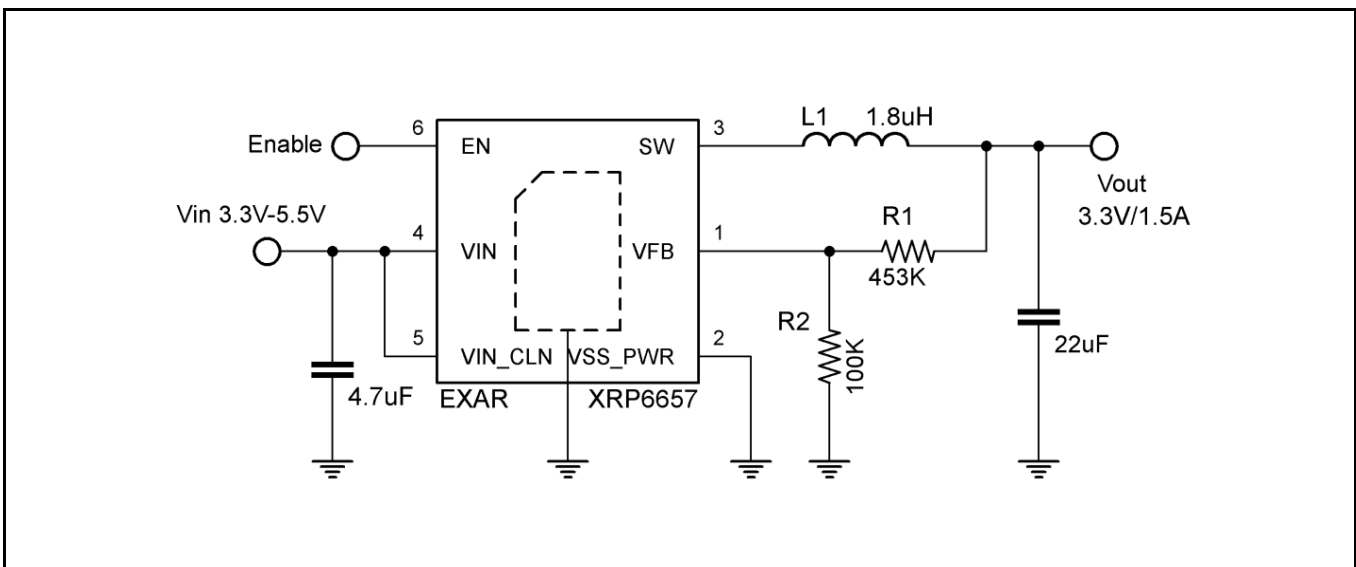 L1 1.8uH
Enable
6
EN
SW
3
Vout
3.3V/1.5A
Vin 3.3V-5.5V
4
VIN
VFB
1
R1
453K
5
VIN_CLN
VSS_PWR
2
R2
100K
22uF
4.7uF
EXAR
XRP6657